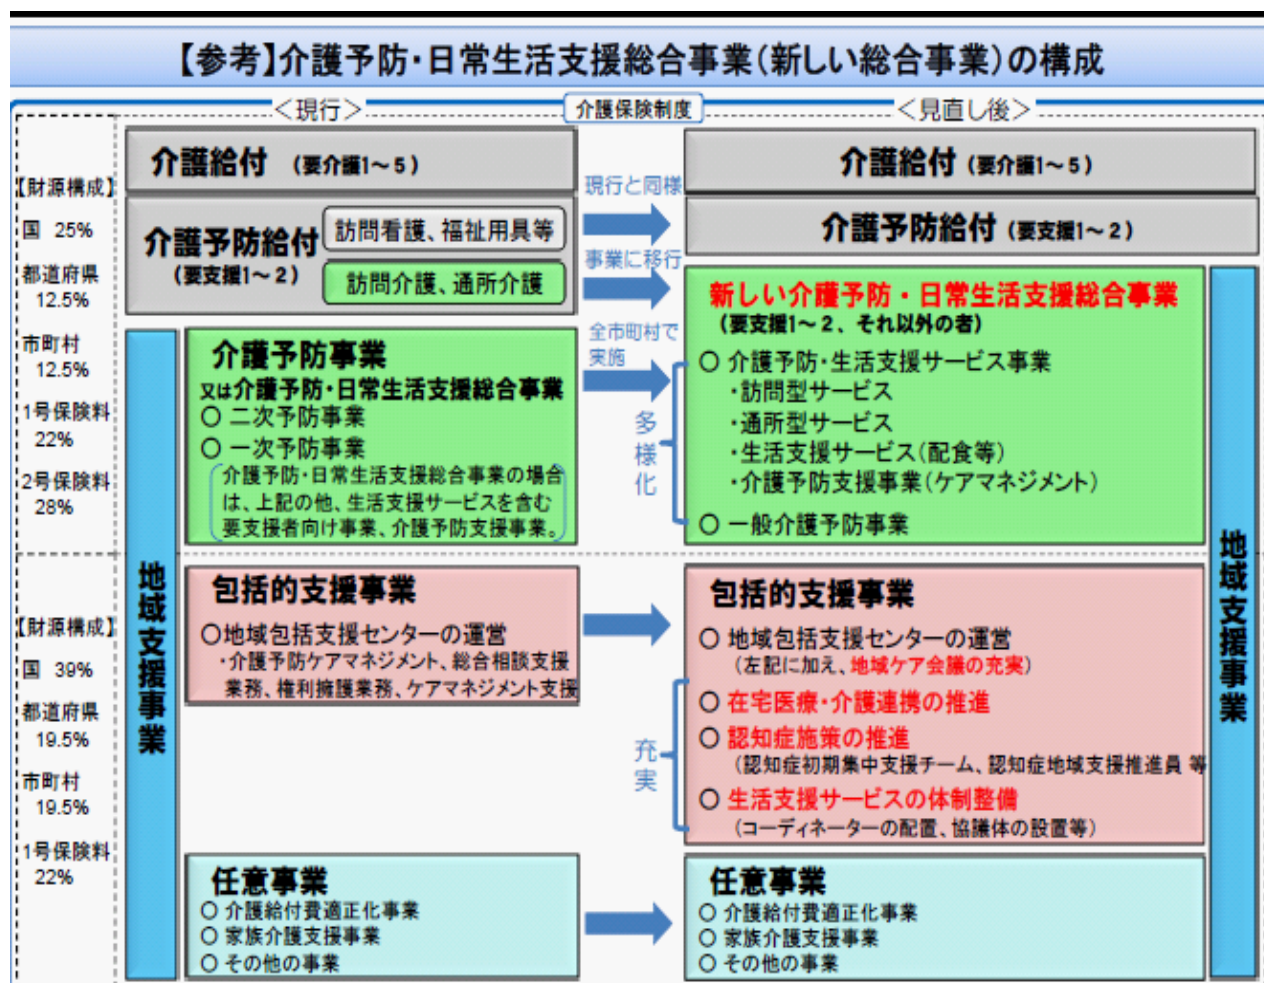 【参考】介護予防・日常生活支援総合事業(新しい総合事業)の構成
＜現行＞
介護保険制度
＜見直し後＞
【財源構成】
国 25%
都道府県
12.5%
市町村
12.5%
1号保険料
22%
2号保険料
28%
【財源構成】
国 39%
都道府県
19.5%
市町村
19.5%
1号保険料
22%
介護給付 (要介護1～5)
介護予防給付
(要支援1～2)
訪問看護、福祉用具等
訪問介護、通所介護
地域支援事業
介護予防事業
又は介護予防・日常生活支援総合事業
○ 二次予防事業
○ 一次予防事業
介護予防・日常生活支援総合事業の場合
は、上記の他、生活支援サービスを含む
要支援者向け事業、介護予防支援事業。
包括的支援事業
○地域包括支援センターの運営
・介護予防ケアマネジメント、総合相談支援
業務、権利擁護業務、ケアマネジメント支援
任意事業
○ 介護給付費適正化事業
○ 家族介護支援事業
○ その他の事業
現行と同様
事業に移行
全市町村で
実施
多様化
充実
介護給付 (要介護1～5)
介護予防給付 (要支援1～2)
新しい介護予防・日常生活支援総合事業
(要支援1～2、それ以外の者)
○ 介護予防・生活支援サービス事業
・訪問型サービス
・通所型サービス
・生活支援サービス(配食等)
・介護予防支援事業(ケアマネジメント)
○ 一般介護予防事業
包括的支援事業
○ 地域包括支援センターの運営
(左記に加え、地域ケア会議の充実)
○ 在宅医療・介護連携の推進
○ 認知症施策の推進
(認知症初期集中支援チーム、認知症地域支援推進員 等
○ 生活支援サービスの体制整備
(コーディネーターの配置、協議体の設置等)
任意事業
○ 介護給付費適正化事業
○ 家族介護支援事業
○ その他の事業
地域支援事業